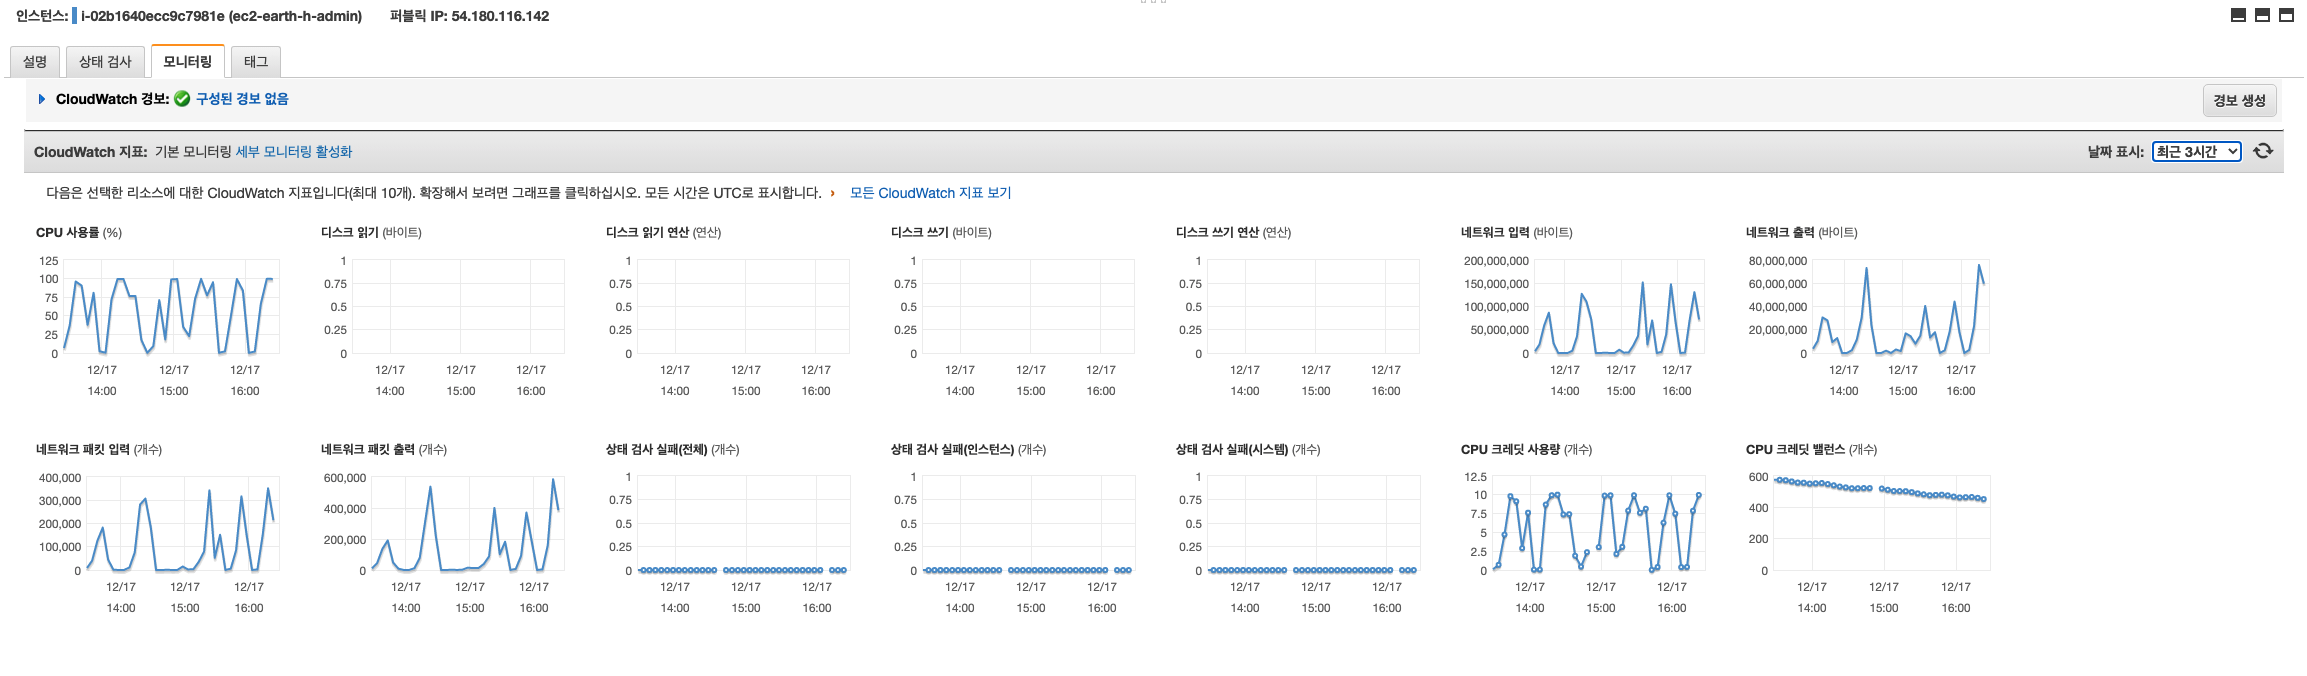 인스턴스: i-02b1640ecc9c7981e (ec2-earth-h-admin) 퍼블릭 IP: 54.180.116.142
설명 상태 검사 모니터링 태그
CloudWatch 경보: 구성된 경보 없음 경보 생성
CloudWatch 지표: 기본 모니터링 세부 모니터링 활성화 날짜 표시: 최근 3시간
다음은 선택한 리소스에 대한 CloudWatch 지표입니다(최대 10개). 확장해서 보려면 그래프를 클릭하십시오. 모든 시간은 UTC로 표시합니다. › 모든 CloudWatch 지표 보기
CPU 사용률 (%)
125
100
75
50
25
0
12/17 12/17 12/17
14:00 15:00 16:00
디스크 읽기 (바이트)
1
0.75
0.5
0.25
0
12/17 12/17 12/17
14:00 15:00 16:00
디스크 읽기 연산 (연산)
1
0.75
0.5
0.25
0
12/17 12/17 12/17
14:00 15:00 16:00
디스크 쓰기 (바이트)
1
0.75
0.5
0.25
0
12/17 12/17 12/17
14:00 15:00 16:00
디스크 쓰기 연산 (연산)
1
0.75
0.5
0.25
0
12/17 12/17 12/17
14:00 15:00 16:00
네트워크 입력 (바이트)
200,000,000
150,000,000
100,000,000
50,000,000
0
12/17 12/17 12/17
14:00 15:00 16:00
네트워크 출력 (바이트)
80,000,000
60,000,000
40,000,000
20,000,000
0
12/17 12/17 12/17
14:00 15:00 16:00
네트워크 패킷 입력 (개수)
400,000
300,000
200,000
100,000
0
12/17 12/17 12/17
14:00 15:00 16:00
네트워크 패킷 출력 (개수)
600,000
400,000
200,000
0
12/17 12/17 12/17
14:00 15:00 16:00
상태 검사 실패(전체) (개수)
1
0.75
0.5
0.25
0
12/17 12/17 12/17
14:00 15:00 16:00
상태 검사 실패(인스턴스) (개수)
1
0.75
0.5
0.25
0
12/17 12/17 12/17
14:00 15:00 16:00
상태 검사 실패(시스템) (개수)
1
0.75
0.5
0.25
0
12/17 12/17 12/17
14:00 15:00 16:00
CPU 크레딧 사용량 (개수)
12.5
10
7.5
5
2.5
0
12/17 12/17 12/17
14:00 15:00 16:00
CPU 크레딧 밸런스 (개수)
600
400
200
0
12/17 12/17 12/17
14:00 15:00 16:00